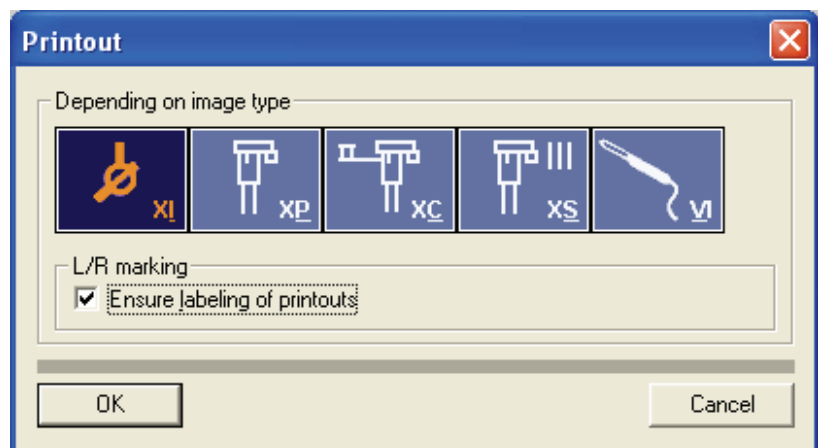 Printout
Depending on image type
XI XP XC XS VI
L/R marking
Ensure labeling of printouts
OK Cancel